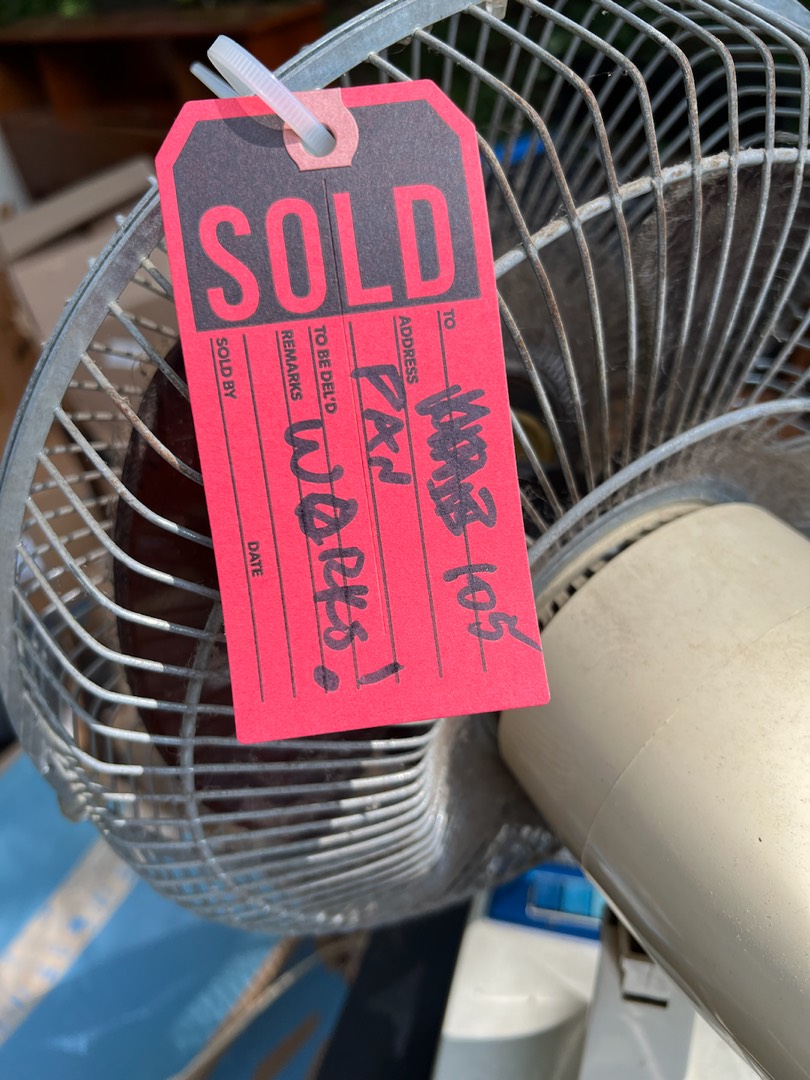 SOLD
TO 105
ADDRESS
FAN
TO BE DEL'D WORKS!
REMARKS
SOLD BY DATE